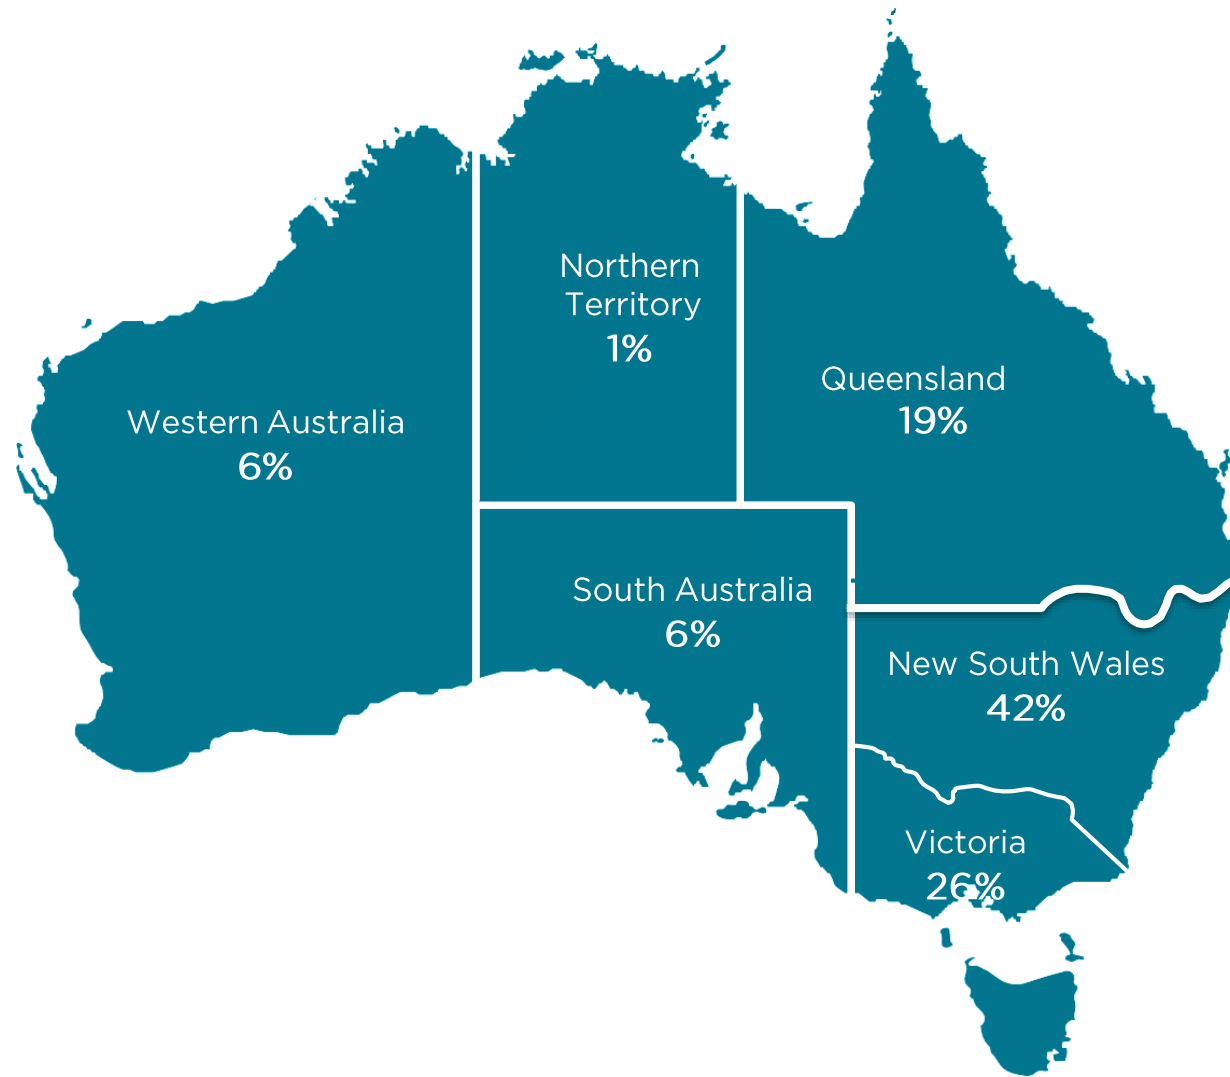 Northern
Territory
1%
Queensland
19%
Western Australia
6%
South Australia
6%
New South Wales
42%
Victoria
26%